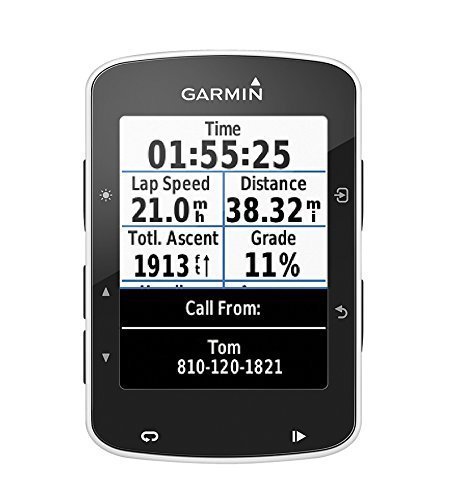 GARMIN
Time
01:55:25
Lap Speed Distance
21.0 mh 38.32 mi
Totl. Ascent Grade
1913 ft↑ 11%
Call From:
Tom
810-120-1821